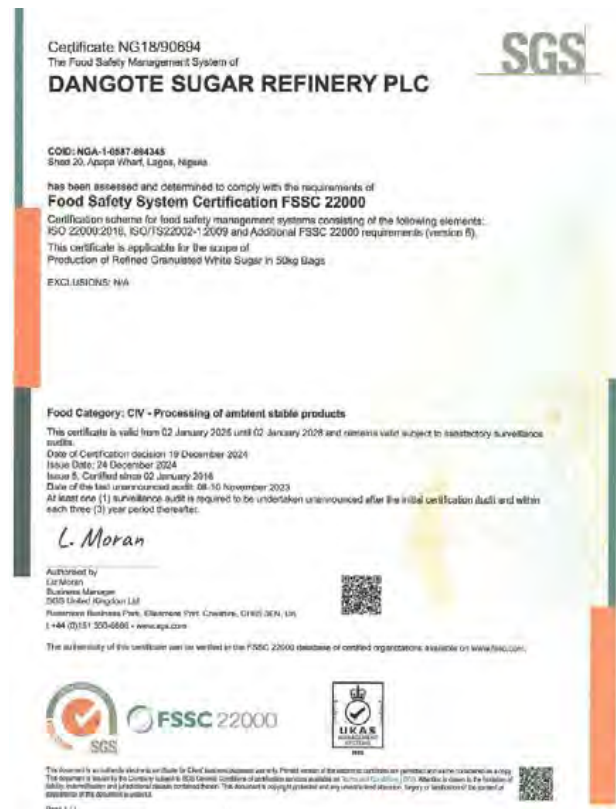 Certificate NG18/90694
The Food Safety Management System of
SGS
DANGOTE SUGAR REFINERY PLC
COID: NGA-1-0587-894345
Shed 20, Apapa Wharf, Lagos, Nigeria
has been assessed and determined to comply with the requirements of
Food Safety System Certification FSSC 22000
Certification scheme for food safety management systems consisting of the following elements:
ISO 22000:2018, ISO/TS22002-1:2009 and Additional FSSC 22000 requirements (version 6).
This certificate is applicable for the scope of
Production of Refined Granulated White Sugar in 50kg Bags
EXCLUSIONS: N/A
Food Category: CIV - Processing of ambient stable products
This certificate is valid from 02 January until 02 January and remains valid subject to satisfactory surveillance
audits.
Date of Certification decision 19 December 2024
Issue Date: 24 December 2024
Issue 5, Certified since 02 January
Date of the last unannounced audit: 08-10 November 2023
At least one (1) surveillance audit is required to be undertaken unannounced after the initial certification audit and within
each three (3) year period thereafter.
L. Moran
Authorised by
Liz Moran
Business Manager
SGS United Kingdom Ltd
Rossmore Business Park, Ellesmere Port, Cheshire, CH65 3EN, UK
t +44 (0)151 350-6666 - www.sgs.com
The authenticity of this certificate can be verified in the FSSC 22000 database of certified organizations available on www.fssc.com.
SGS
FSSC 22000
UKAS
MANAGEMENT
SYSTEMS